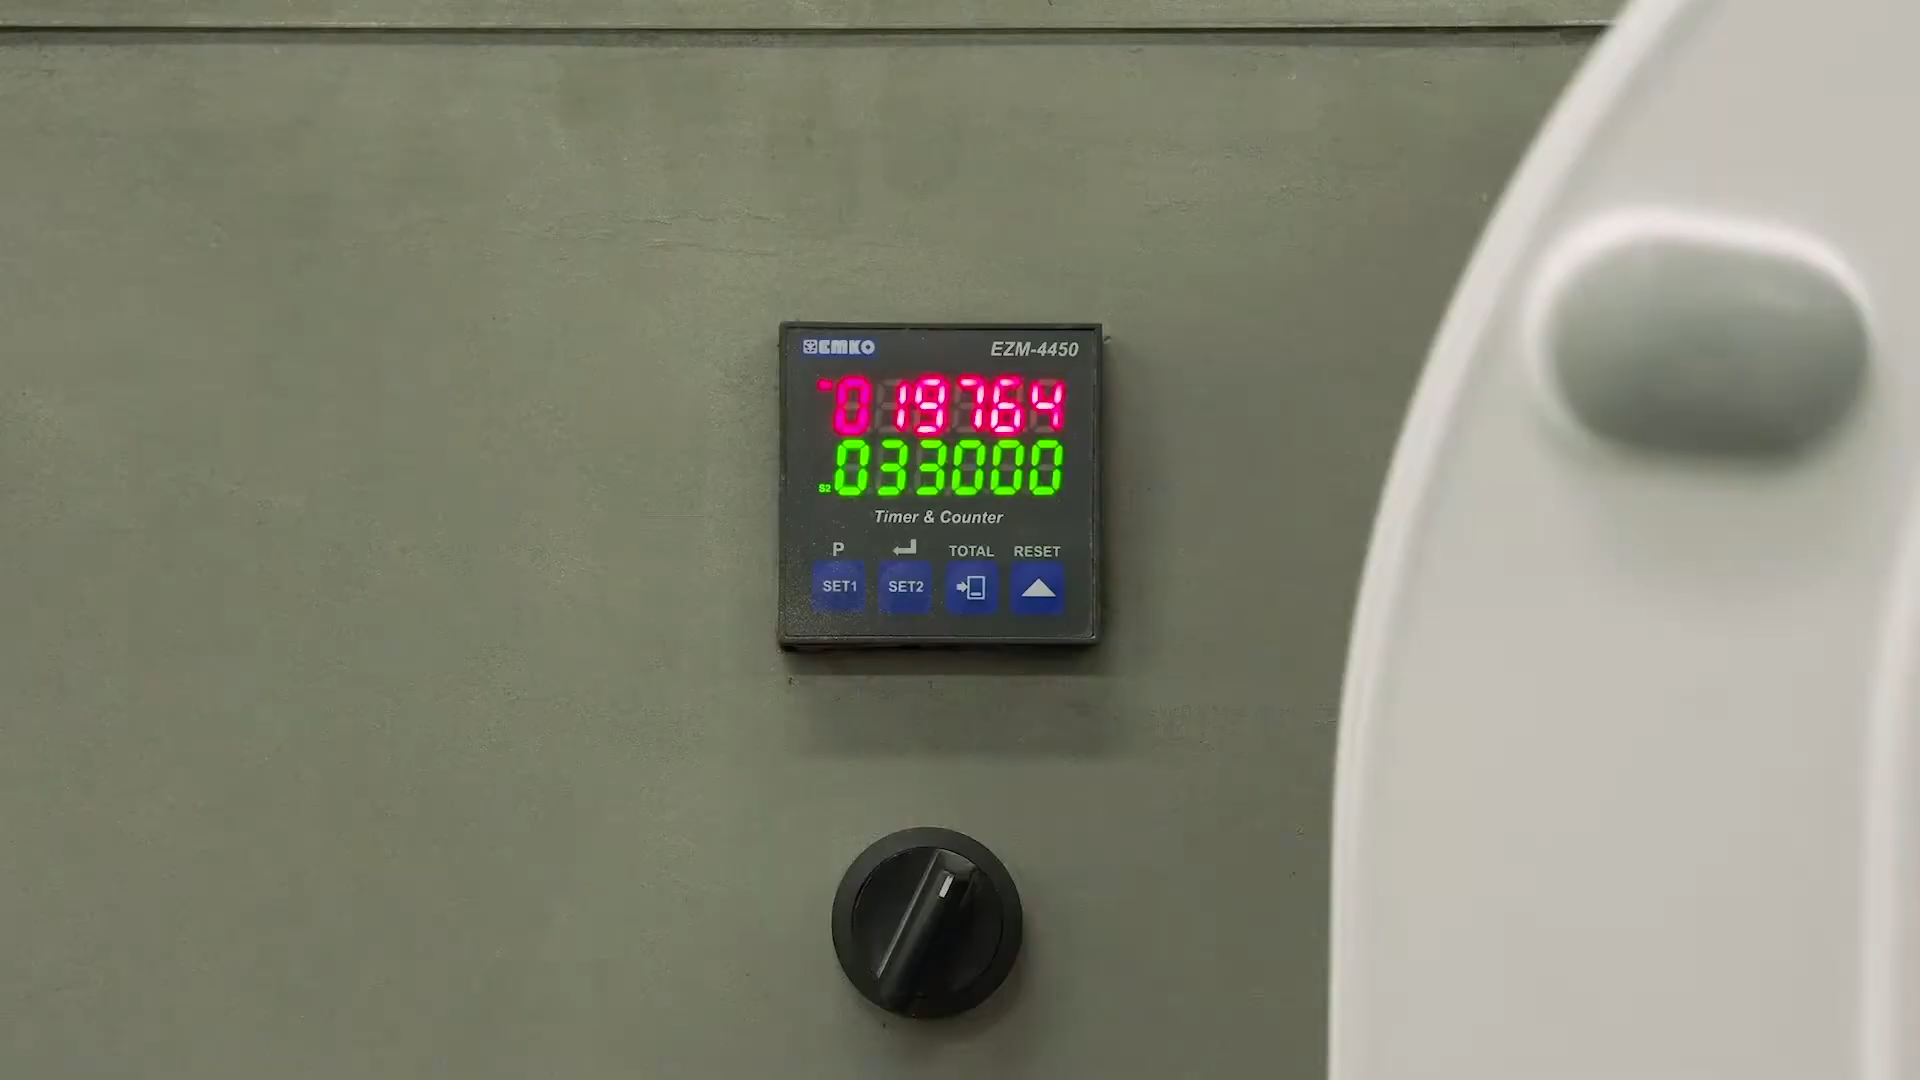 EMKO EZM-4450
-019764
S2 033000
Timer & Counter
P TOTAL RESET
SET1 SET2